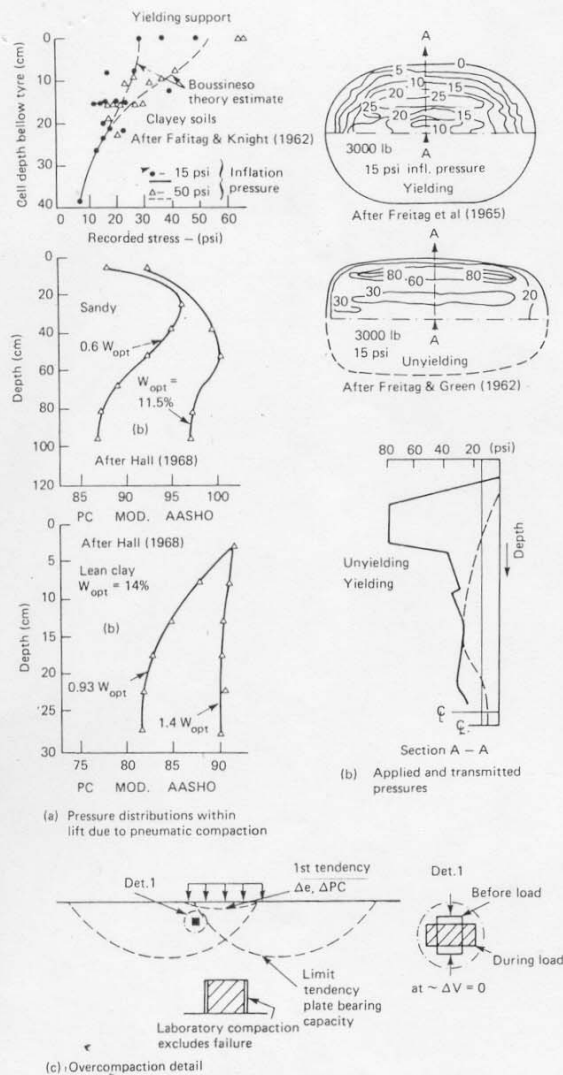 Yielding support
0
10
20
30
40
Cell depth bellow tyre (cm)
Boussineso
theory estimate
Clayey soils
After Fafitag & Knight (1962)
15 psi
50 psi
Inflation
pressure
0 10 20 30 40 50 60
Recorded stress – (psi)
0
20
40
60
80
100
120
Depth (cm)
Sandy
0.6 Wopt
Wopt =
11.5%
(b)
After Hall (1968)
85 90 95 100
PC MOD. AASHO
0
5
10
15
20
25
30
Depth (cm)
After Hall (1968)
Lean clay
Wopt = 14%
(b)
0.93 Wopt
1.4 Wopt
75 80 85 90
PC MOD. AASHO
(a) Pressure distributions within
lift due to pneumatic compaction
A
0
5
10
15
20
15
25
25
20
10
3000 lb
A
15 psi infl. pressure
Yielding
After Freitag et al (1965)
A
80
60
80
30
30
20
3000 lb
A
15 psi
Unyielding
After Freitag & Green (1962)
80 60 40 20 (psi)
Depth
Unyielding
Yielding
Section A – A
(b) Applied and transmitted
pressures
1st tendency
Δe, ΔPC
Det.1
Limit
tendency
plate bearing
capacity
Laboratory compaction
excludes failure
Det.1
Before load
During load
at ~ ΔV = 0
(c) Overcompaction detail